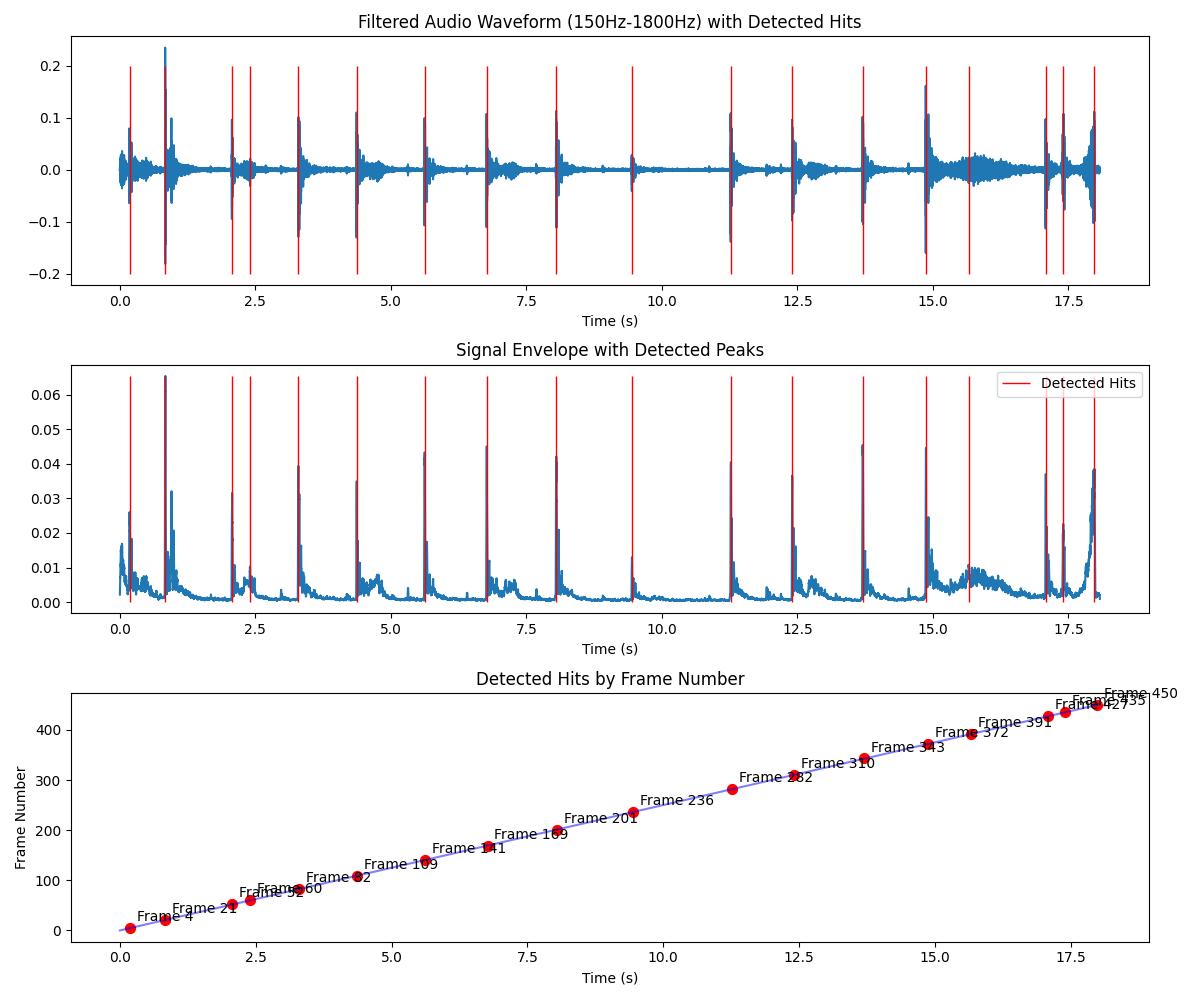 Filtered Audio Waveform (150Hz-1800Hz) with Detected Hits
0.2
0.1
0.0
−0.1
−0.2
0.0 2.5 5.0 7.5 10.0 12.5 15.0 17.5
Time (s)
Signal Envelope with Detected Peaks
Detected Hits
0.06
0.05
0.04
0.03
0.02
0.01
0.00
0.0 2.5 5.0 7.5 10.0 12.5 15.0 17.5
Time (s)
Detected Hits by Frame Number
Frame Number
400
300
200
100
0
Frame 4
Frame 21
Frame 52
Frame 60
Frame 82
Frame 109
Frame 141
Frame 169
Frame 201
Frame 236
Frame 282
Frame 310
Frame 343
Frame 372
Frame 391
Frame 427
Frame 435
Frame 450
0.0 2.5 5.0 7.5 10.0 12.5 15.0 17.5
Time (s)